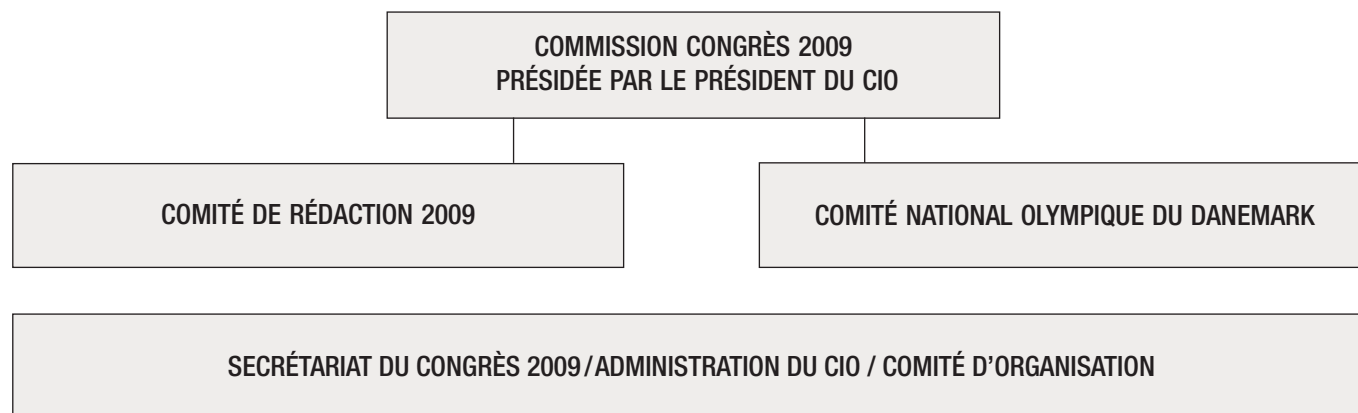 COMMISSION CONGRÈS 2009
PRÉSIDÉE PAR LE PRÉSIDENT DU CIO
COMITÉ DE RÉDACTION 2009
COMITÉ NATIONAL OLYMPIQUE DU DANEMARK
SECRÉTARIAT DU CONGRÈS 2009/ADMINISTRATION DU CIO / COMITÉ D'ORGANISATION